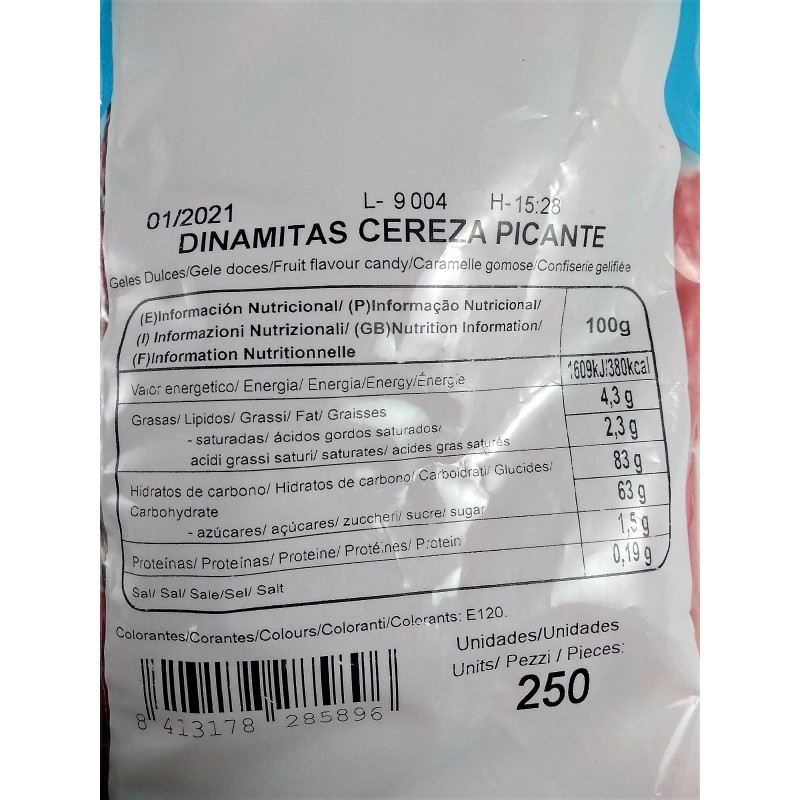 L- 9 004 H-15:28
01/2021
DINAMITAS CEREZA PICANTE
Geles Dulces/Gele doces/Fruit flavour candy/Caramelle gomose/Confiserie gelifiée
(E)Información Nutricional/ (P)Informação Nutricional/
(I) Informazioni Nutrizionali/ (GB)Nutrition Information/
(F)Information Nutritionnelle
100g
Valor energetico/ Energia/ Energia/Energy/Énergie
1609kJ/380kcal
Grasas/ Lipidos/ Grassi/ Fat/ Graisses
4,3 g
- saturadas/ ácidos gordos saturados/
acidi grassi saturi/ saturates/ acides gras saturés
2,3 g
Hidratos de carbono/ Hidratos de carbono/ Carboidrati/ Glucides/
Carbohydrate
83 g
- azúcares/ açúcares/ zuccheri/ sucre/ sugar
63 g
Proteínas/ Proteínas/ Proteine/ Protéines/ Protein
1,5 g
Sal/ Sal/ Sale/Sel/ Salt
0,19 g
Colorantes/Corantes/Colours/Coloranti/Colorants: E120.
Unidades/Unidades
Units/ Pezzi / Pieces:
250
8 413178 285896